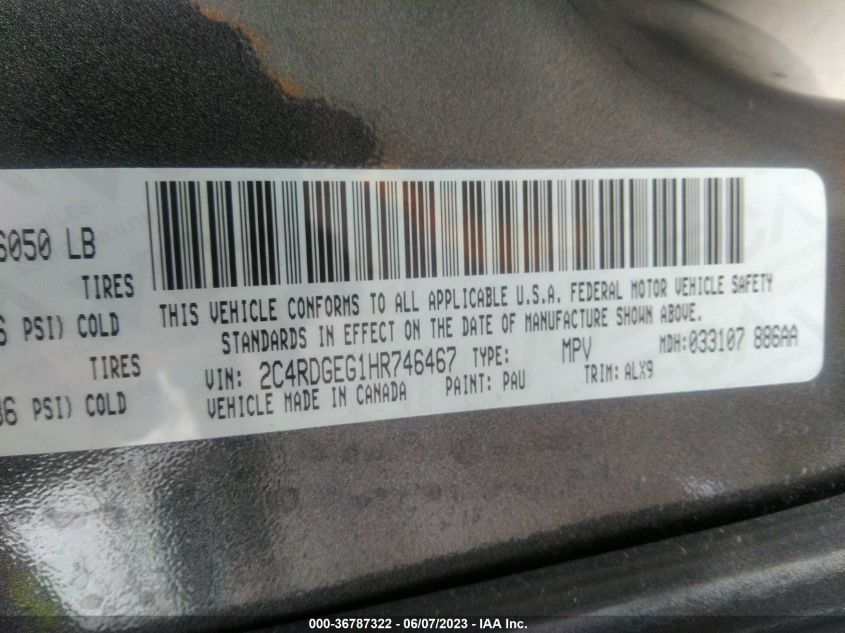 6050 LB
TIRES
PSI) COLD
TIRES
PSI) COLD
THIS VEHICLE CONFORMS TO ALL APPLICABLE U.S.A. FEDERAL MOTOR VEHICLE SAFETY
STANDARDS IN EFFECT ON THE DATE OF MANUFACTURE SHOWN ABOVE.
VIN: 2C4RDGEG1HR746467 TYPE: MPV MDH:033107 886AA
VEHICLE MADE IN CANADA PAINT: PAU TRIM: ALX9
000-36787322 - 06/07/2023 - IAA Inc.